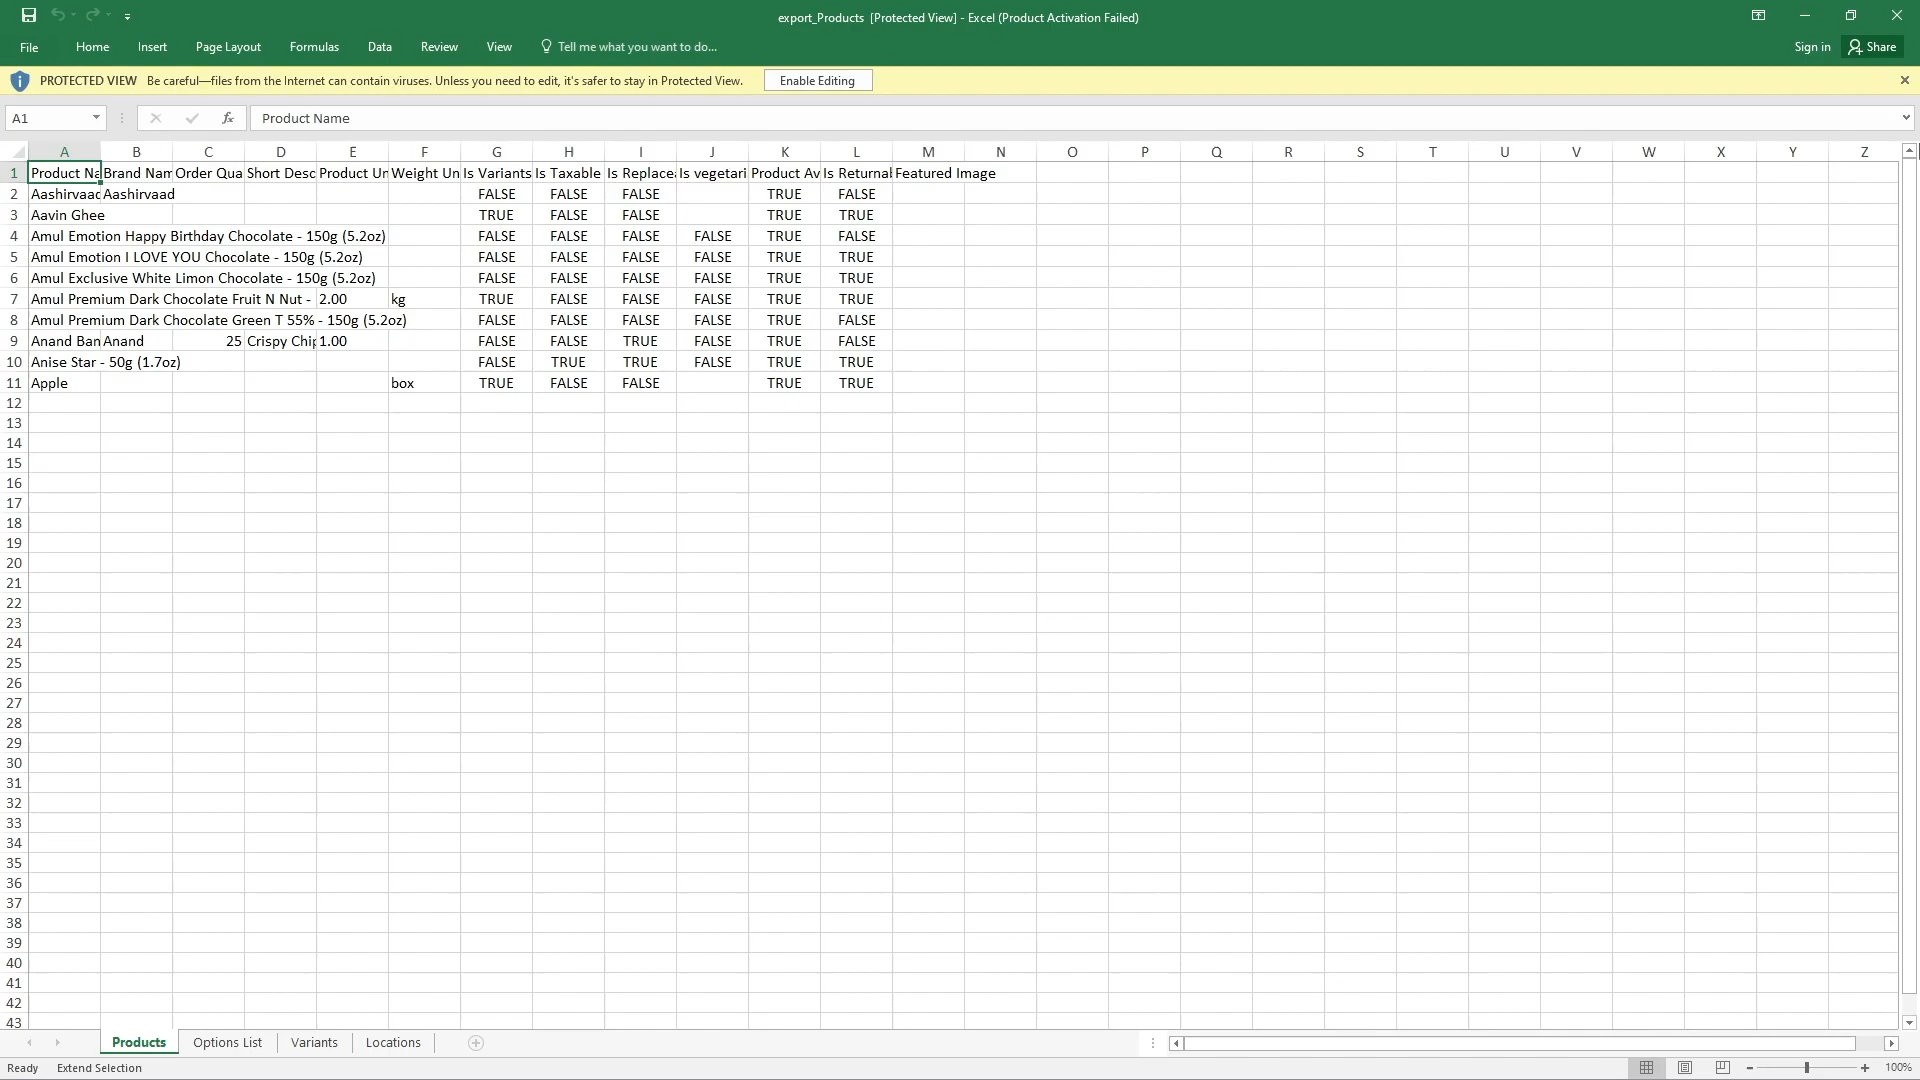 export_Products [Protected View] - Excel (Product Activation Failed)
File Home Insert Page Layout Formulas Data Review View Tell me what you want to do... Sign in Share
PROTECTED VIEW Be careful—files from the Internet can contain viruses. Unless you need to edit, it's safer to stay in Protected View. Enable Editing
A1 fx Product Name
A B C D E F G H I J K L M N O P Q R S T U V W X Y Z
1 Product Na Brand Nam Order Qua Short Desc Product Un Weight Un Is Variants Is Taxable Is Replacea Is vegetari Product Av Is Returnal Featured Image
2 Aashirvaad Aashirvaad FALSE FALSE FALSE TRUE FALSE
3 Aavin Ghee TRUE FALSE FALSE TRUE TRUE
4 Amul Emotion Happy Birthday Chocolate - 150g (5.2oz) FALSE FALSE FALSE FALSE TRUE FALSE
5 Amul Emotion I LOVE YOU Chocolate - 150g (5.2oz) FALSE FALSE FALSE FALSE TRUE TRUE
6 Amul Exclusive White Limon Chocolate - 150g (5.2oz) FALSE FALSE FALSE FALSE TRUE TRUE
7 Amul Premium Dark Chocolate Fruit N Nut - 2.00 kg TRUE FALSE FALSE FALSE TRUE TRUE
8 Amul Premium Dark Chocolate Green T 55% - 150g (5.2oz) FALSE FALSE FALSE FALSE TRUE FALSE
9 Anand Ban Anand 25 Crispy Chip 1.00 FALSE FALSE TRUE FALSE TRUE FALSE
10 Anise Star - 50g (1.7oz) FALSE TRUE TRUE FALSE TRUE TRUE
11 Apple box TRUE FALSE FALSE TRUE TRUE
12
13
14
15
16
17
18
19
20
21
22
23
24
25
26
27
28
29
30
31
32
33
34
35
36
37
38
39
40
41
42
43
Products Options List Variants Locations
Ready Extend Selection 100%